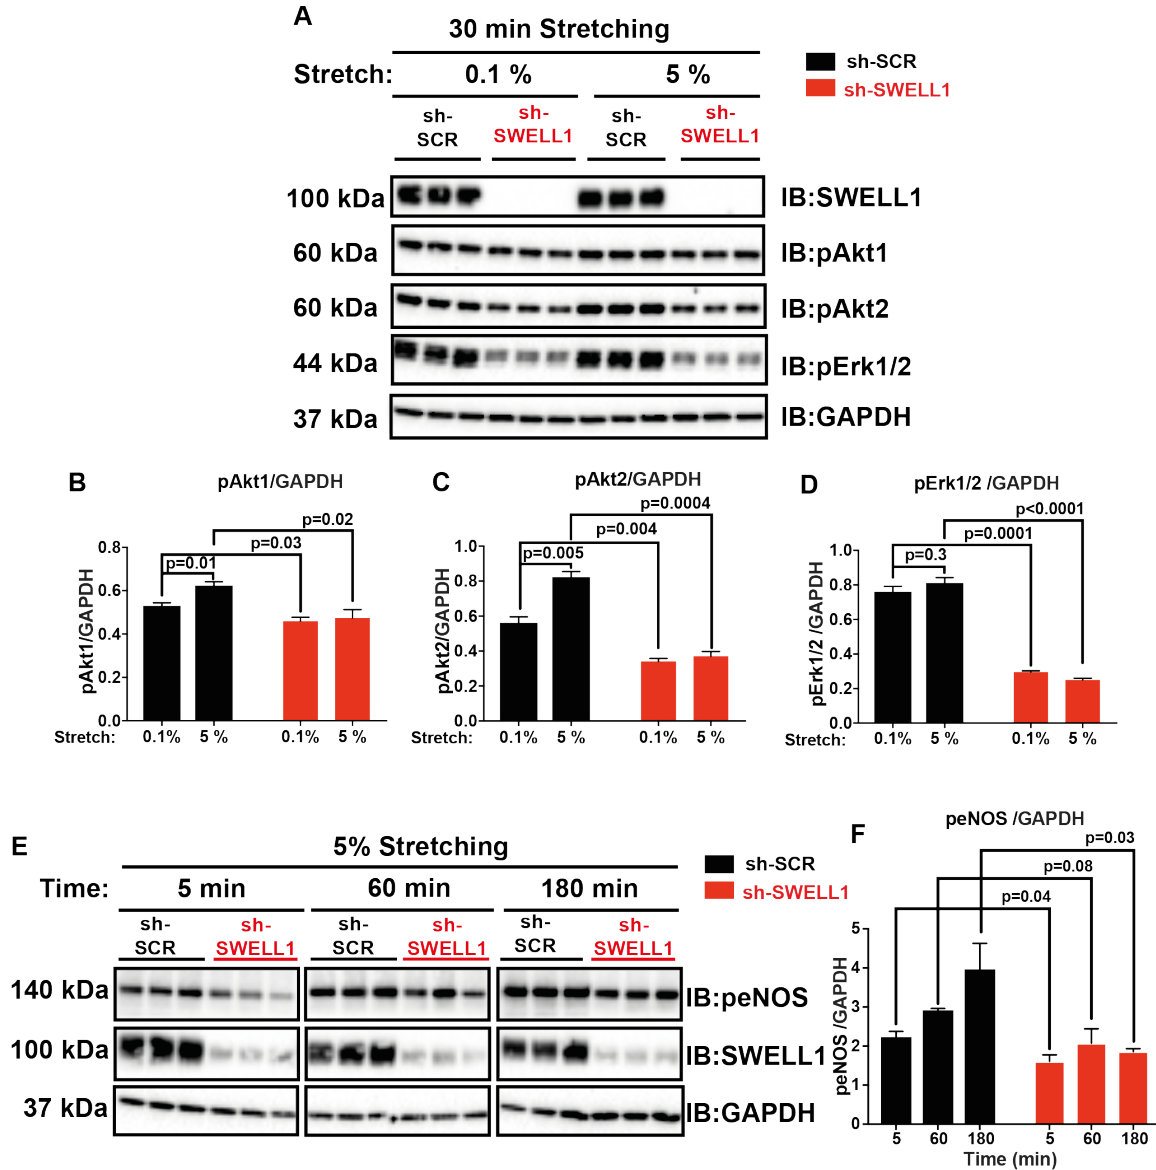 A
30 min Stretching
Stretch: 0.1 % 5 %
sh-SCR
sh-SWELL1
sh-
SCR
sh-
SWELL1
sh-
SCR
sh-
SWELL1
100 kDa IB:SWELL1
60 kDa IB:pAkt1
60 kDa IB:pAkt2
44 kDa IB:pErk1/2
37 kDa IB:GAPDH
B
pAkt1/GAPDH
p=0.02
p=0.03
p=0.01
pAkt1/GAPDH
0.8
0.6
0.4
0.2
0.0
Stretch: 0.1% 5 % 0.1% 5 %
C
pAkt2/GAPDH
p=0.0004
p=0.004
p=0.005
pAkt2/GAPDH
1.0
0.8
0.6
0.4
0.2
0.0
Stretch: 0.1% 5 % 0.1% 5 %
D
pErk1/2 /GAPDH
p<0.0001
p=0.0001
p=0.3
pErk1/2 /GAPDH
1.0
0.8
0.6
0.4
0.2
0.0
Stretch: 0.1% 5 % 0.1% 5 %
E
5% Stretching
Time: 5 min 60 min 180 min
sh-SCR
sh-SWELL1
sh-
SCR
sh-
SWELL1
sh-
SCR
sh-
SWELL1
sh-
SCR
sh-
SWELL1
140 kDa IB:peNOS
100 kDa IB:SWELL1
37 kDa IB:GAPDH
F
peNOS /GAPDH
p=0.03
p=0.08
p=0.04
peNOS /GAPDH
5
4
3
2
1
0
5 60 180 5 60 180
Time (min)